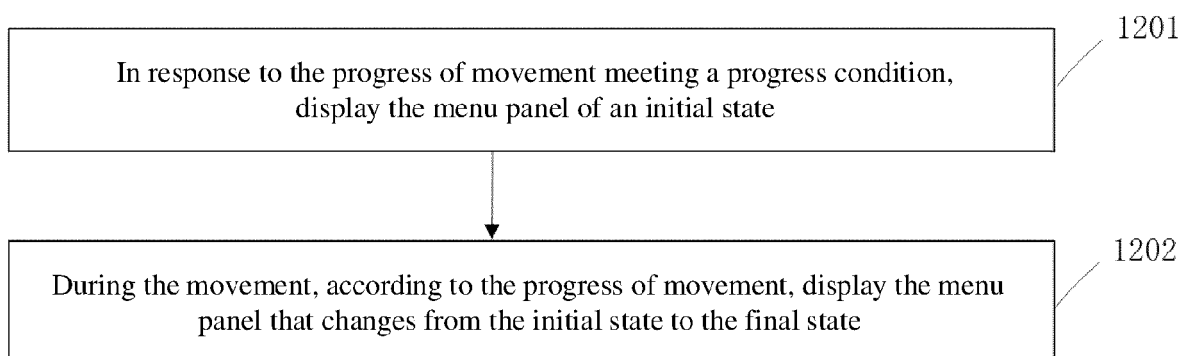 1201
In response to the progress of movement meeting a progress condition,
display the menu panel of an initial state
1202
During the movement, according to the progress of movement, display the menu
panel that changes from the initial state to the final state